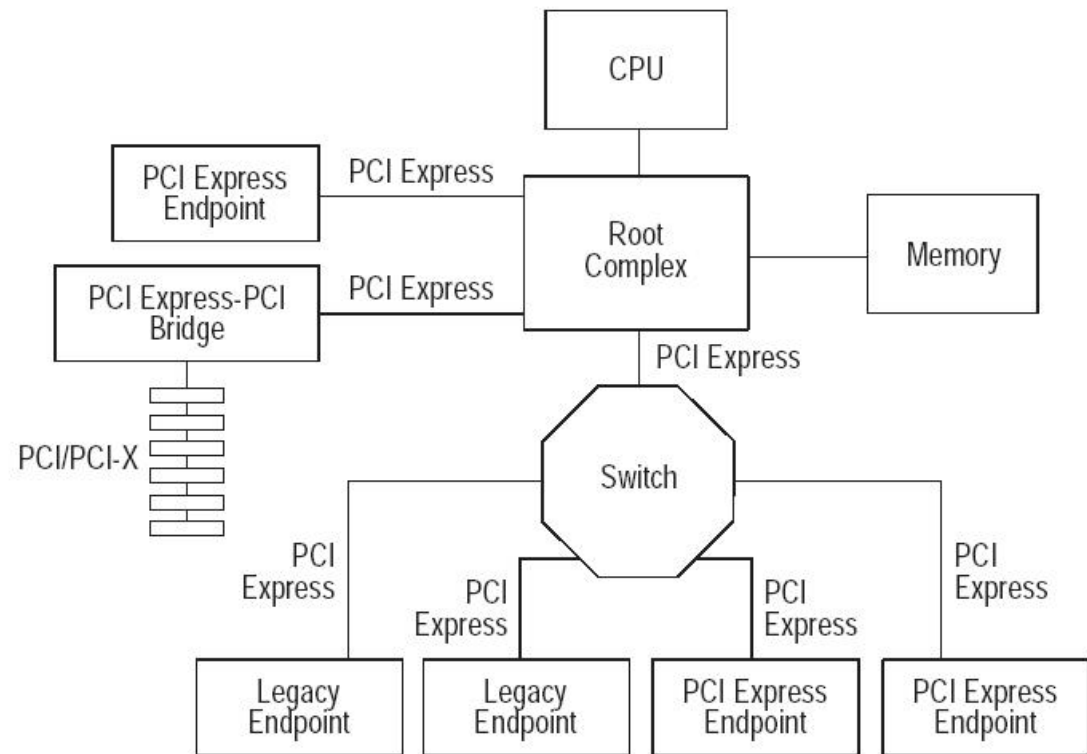 CPU
PCI Express
Endpoint
PCI Express
Root
Complex
Memory
PCI Express-PCI
Bridge
PCI Express
PCI Express
PCI/PCI-X
Switch
PCI
Express
PCI
Express
PCI
Express
PCI
Express
Legacy
Endpoint
Legacy
Endpoint
PCI Express
Endpoint
PCI Express
Endpoint